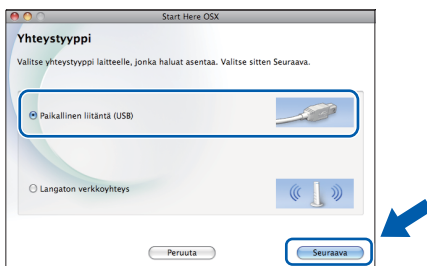 Start Here OSX
Yhteystyyppi
Valitse yhteystyyppi laitteelle, jonka haluat asentaa. Valitse sitten Seuraava.
Paikallinen liitäntä (USB)
Langaton verkkoyhteys
Peruuta
Seuraava